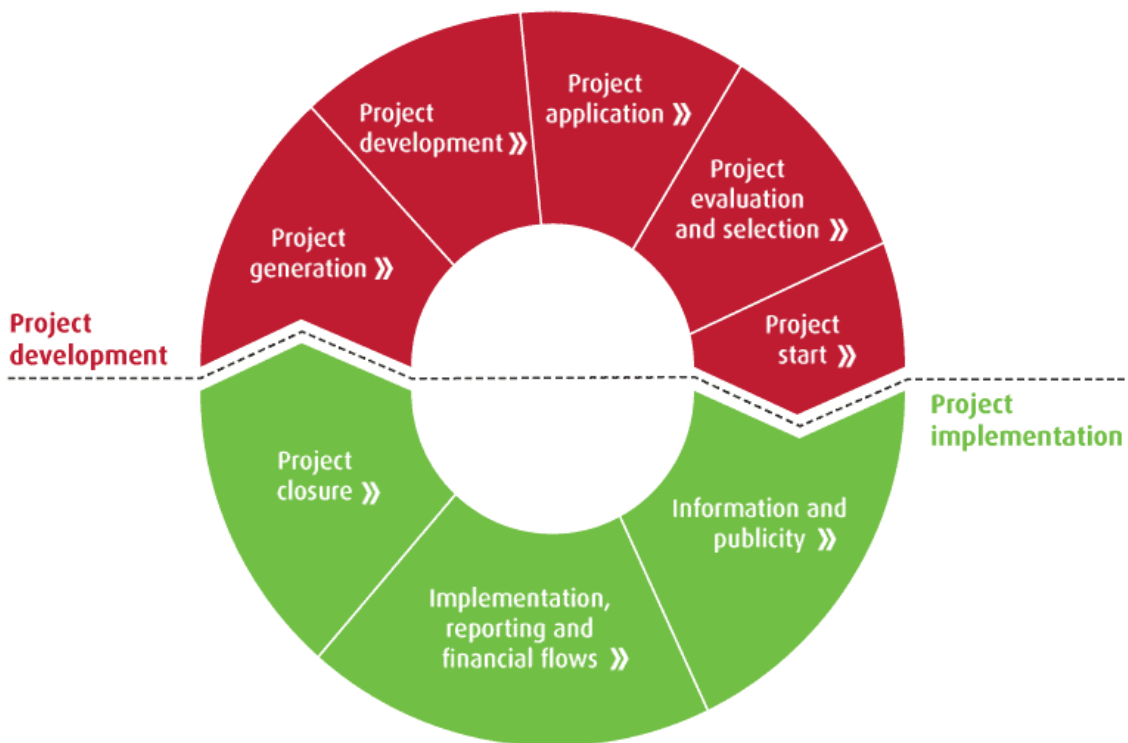 Project
application »
Project
development »
Project
evaluation
and selection »
Project
generation »
Project
start »
Project
development
Project
implementation
Project
closure »
Information and
publicity »
Implementation,
reporting and
financial flows »